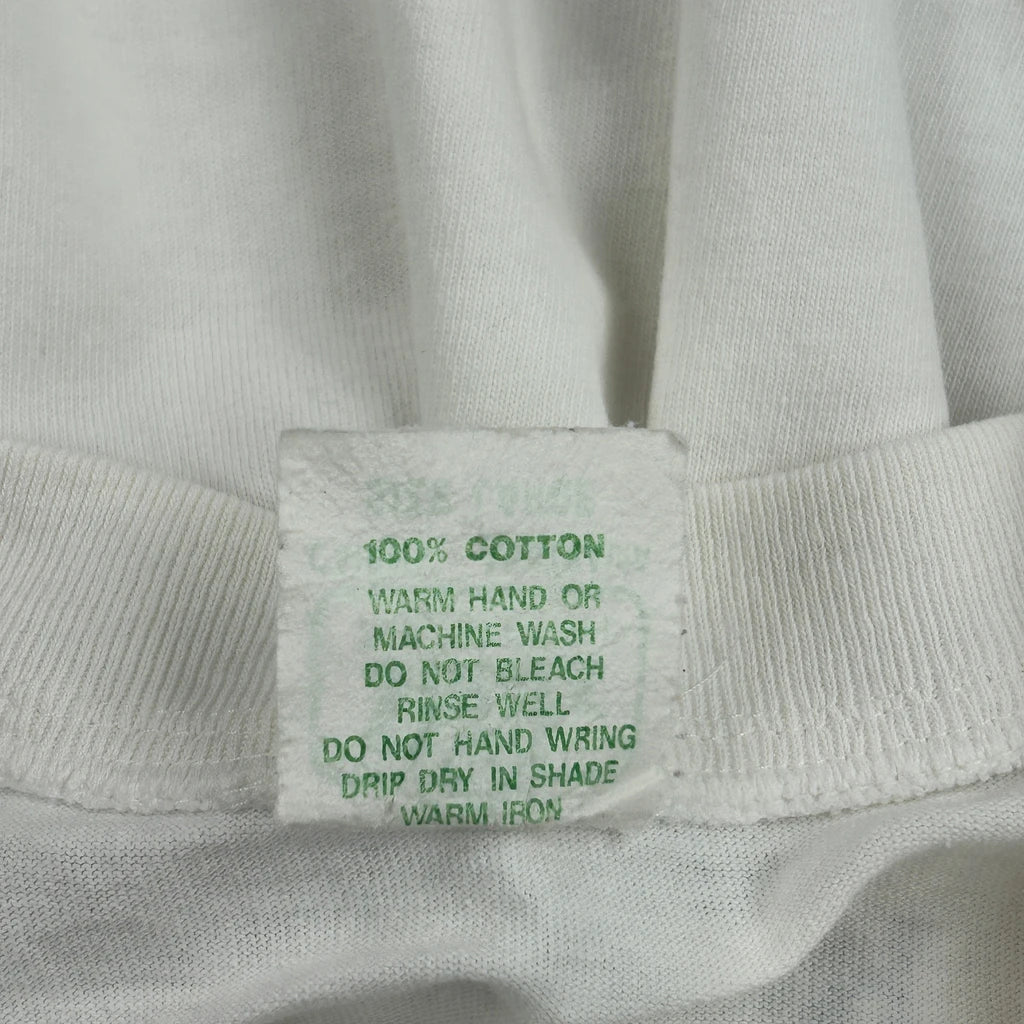 100% COTTON
WARM HAND OR
MACHINE WASH
DO NOT BLEACH
RINSE WELL
DO NOT HAND WRING
DRIP DRY IN SHADE
WARM IRON